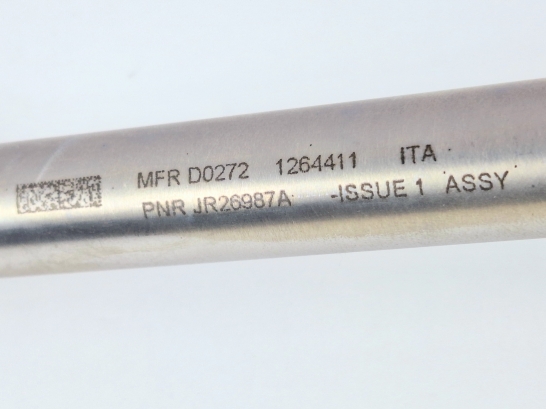 MFR D0272 1264411 ITA
PNR JR26987A -ISSUE 1 ASSY